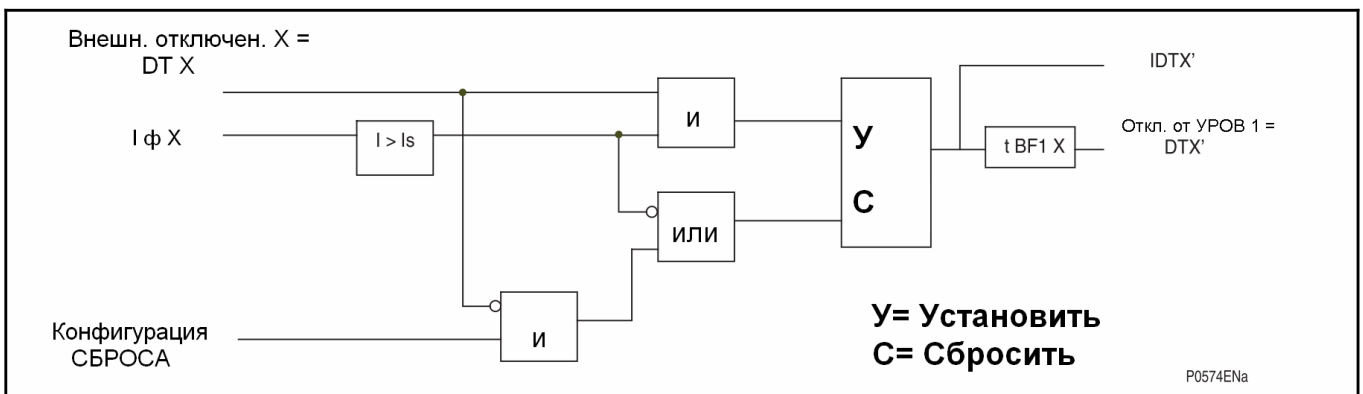 Внешн. отключен. X =
DT X
I ф X
I > Is
и
У
С
или
IDTX'
t BF1 X
Откл. от УРОВ 1 =
DTX'
Конфигурация
СБРОСА
и
У= Установить
С= Сбросить
P0574ENa